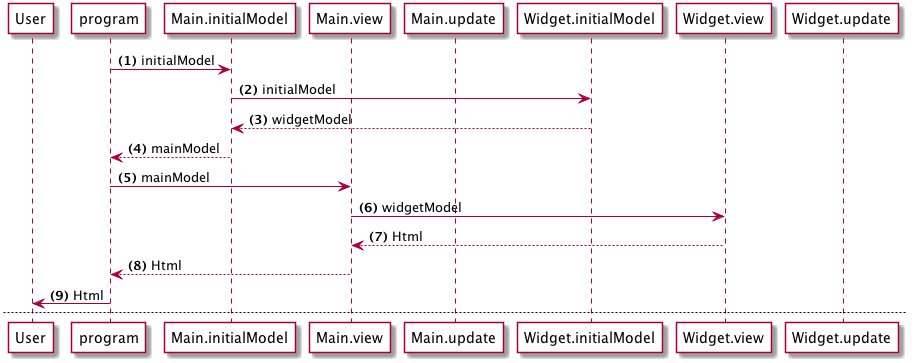 User program Main.initialModel Main.view Main.update Widget.initialModel Widget.view Widget.update
(1) initialModel
(2) initialModel
(3) widgetModel
(4) mainModel
(5) mainModel
(6) widgetModel
(7) Html
(8) Html
(9) Html
User program Main.initialModel Main.view Main.update Widget.initialModel Widget.view Widget.update